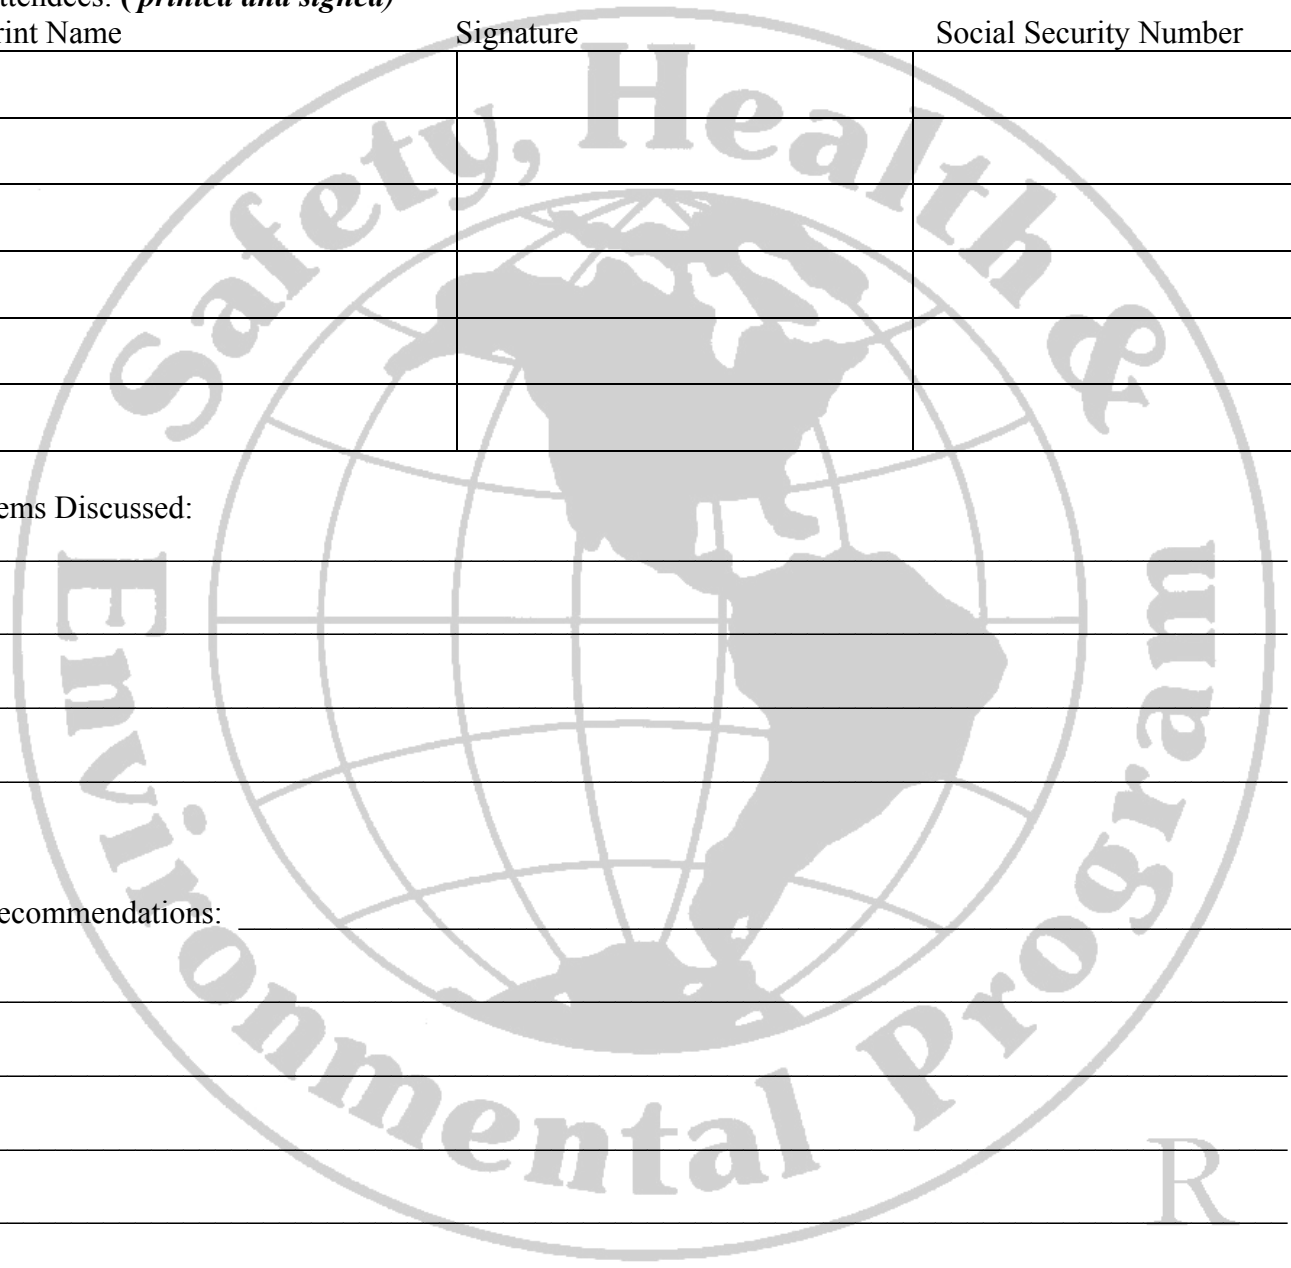 ttendees: ( printed and signed)
rint Name Signature Social Security Number
ems Discussed:
ecommendations:
Safety, Health &
Environmental Program
R